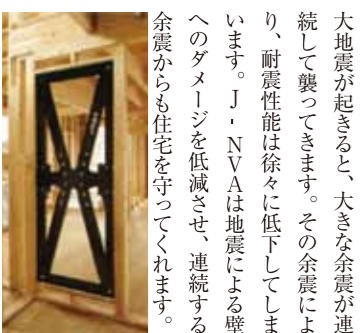 大地震が起きると、大きな余震が連
続して襲ってきます。その余震によ
り、耐震性能は徐々に低下してしま
います。J-NVAは地震による壁
へのダメージを低減させ、連続する
余震からも住宅を守ってくれます。